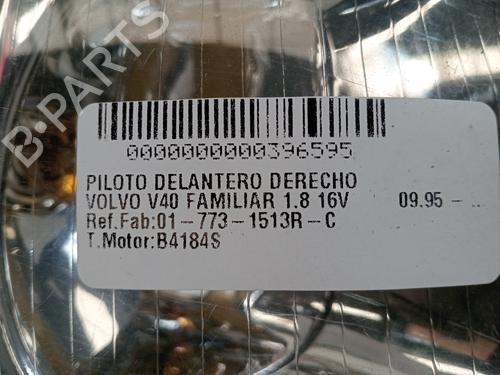 B-PARTS
0000000000396595
PILOTO DELANTERO DERECHO
VOLVO V40 FAMILIAR 1.8 16V 09.95 - ...
Ref.Fab:01-773-1513R-C
T.Motor:B4184S